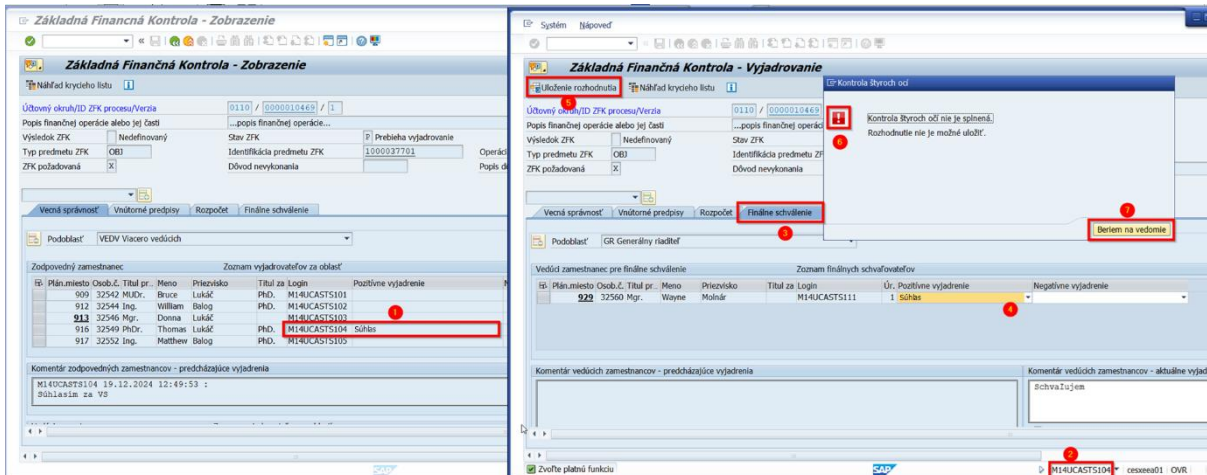 Základná Financná Kontrola - Zobrazenie
Základná Finančná Kontrola - Zobrazenie
Náhľad krycieho listu
Účtovný okruh/ID ZFK procesu/Verzia 0110 / 0000010469 / 1
Popis finančnej operácie alebo jej časti ...popis finančnej operácie...
Výsledok ZFK Nedefinovaný Stav ZFK P Prebieha vyjadrovanie
Typ predmetu ZFK OBJ Identifikácia predmetu ZFK 1000037701 Operáci
ZFK požadovaná X Dôvod nevykonania Popis d
Vecná správnosť Vnútorné predpisy Rozpočet Finálne schválenie
Podoblasť VEDV Viacero vedúcich
Zodpovedný zamestnanec Zoznam vyjadrovateľov za oblasť
Plán.miesto Osob.č. Titul pr.. Meno Priezvisko Titul za Login Pozitívne vyjadrenie N
1
909 32542 MUDr. Bruce Lukáč PhD. M14UCASTS101
912 32544 Ing. William Balog PhD. M14UCASTS102
913 32546 Mgr. Donna Lukáč M14UCASTS103
916 32549 PhDr. Thomas Lukáč PhD. M14UCASTS104 Súhlas
917 32552 Ing. Matthew Balog PhD. M14UCASTS105
Komentár zodpovedných zamestnancov - predchádzajúce vyjadrenia
M14UCASTS104 19.12.2024 12:49:53 :
Súhlasím za VS
SAP
Systém Nápoveď
Základná Finančná Kontrola - Vyjadrovanie
Uloženie rozhodnutia Náhľad krycieho listu
5
Účtovný okruh/ID ZFK procesu/Verzia 0110 / 0000010469
Popis finančnej operácie alebo jej časti ...popis finančnej operáci
Výsledok ZFK Nedefinovaný Stav ZFK
Typ predmetu ZFK OBJ Identifikácia predmetu ZF
ZFK požadovaná X Dôvod nevykonania
Kontrola štyroch očí
Kontrola štyroch očí nie je splnená.
Rozhodnutie nie je možné uložiť.
6
7
Beriem na vedomie
Vecná správnosť Vnútorné predpisy Rozpočet Finálne schválenie
3
Podoblasť GR Generálny riaditeľ
Vedúci zamestnanec pre finálne schválenie Zoznam finálnych schvaľovateľov
Plán.miesto Osob.č. Titul pr.. Meno Priezvisko Titul za Login Úr. Pozitívne vyjadrenie Negatívne vyjadrenie
929 32560 Mgr. Wayne Molnár M14UCASTS111 1 Súhlas
4
Komentár vedúcich zamestnancov - predchádzajúce vyjadrenia
Komentár vedúcich zamestnancov - aktuálne vyjad
Schvaľujem
2
Zvoľte platnú funkciu SAP M14UCASTS104 cesxeea01 OVR